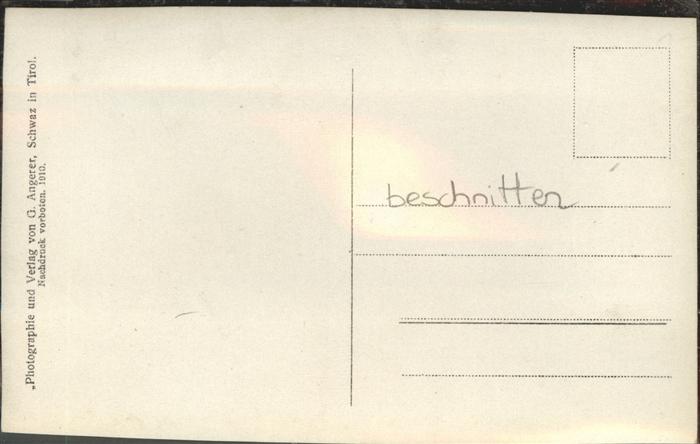 „Photographie und Verlag von G. Angerer, Schwaz in Tirol.
Nachdruck verboten. 1910.
beschnitten